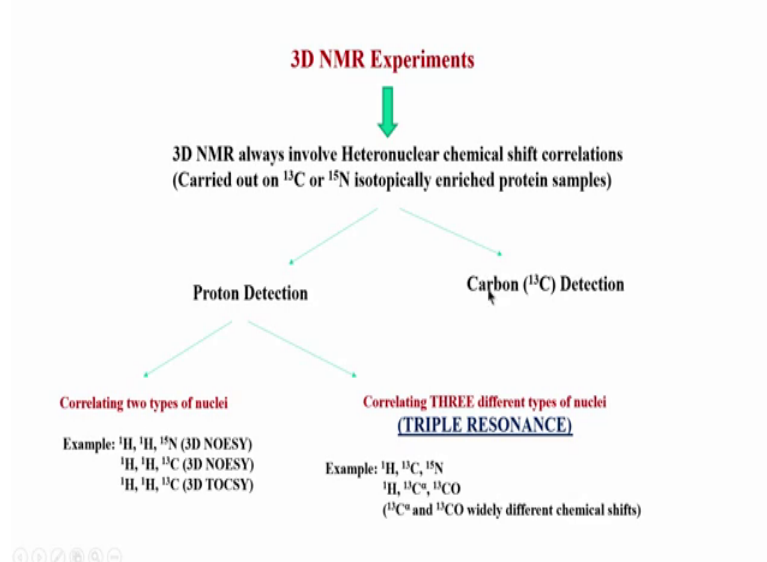 3D NMR Experiments
3D NMR always involve Heteronuclear chemical shift correlations
(Carried out on ¹³C or ¹⁵N isotopically enriched protein samples)
Proton Detection
Carbon (¹³C) Detection
Correlating two types of nuclei
Example: ¹H, ¹H, ¹⁵N (3D NOESY)
¹H, ¹H, ¹³C (3D NOESY)
¹H, ¹H, ¹³C (3D TOCSY)
Correlating THREE different types of nuclei
(TRIPLE RESONANCE)
Example: ¹H, ¹³C, ¹⁵N
¹H, ¹³Cᵅ, ¹³CO
(¹³Cᵅ and ¹³CO widely different chemical shifts)